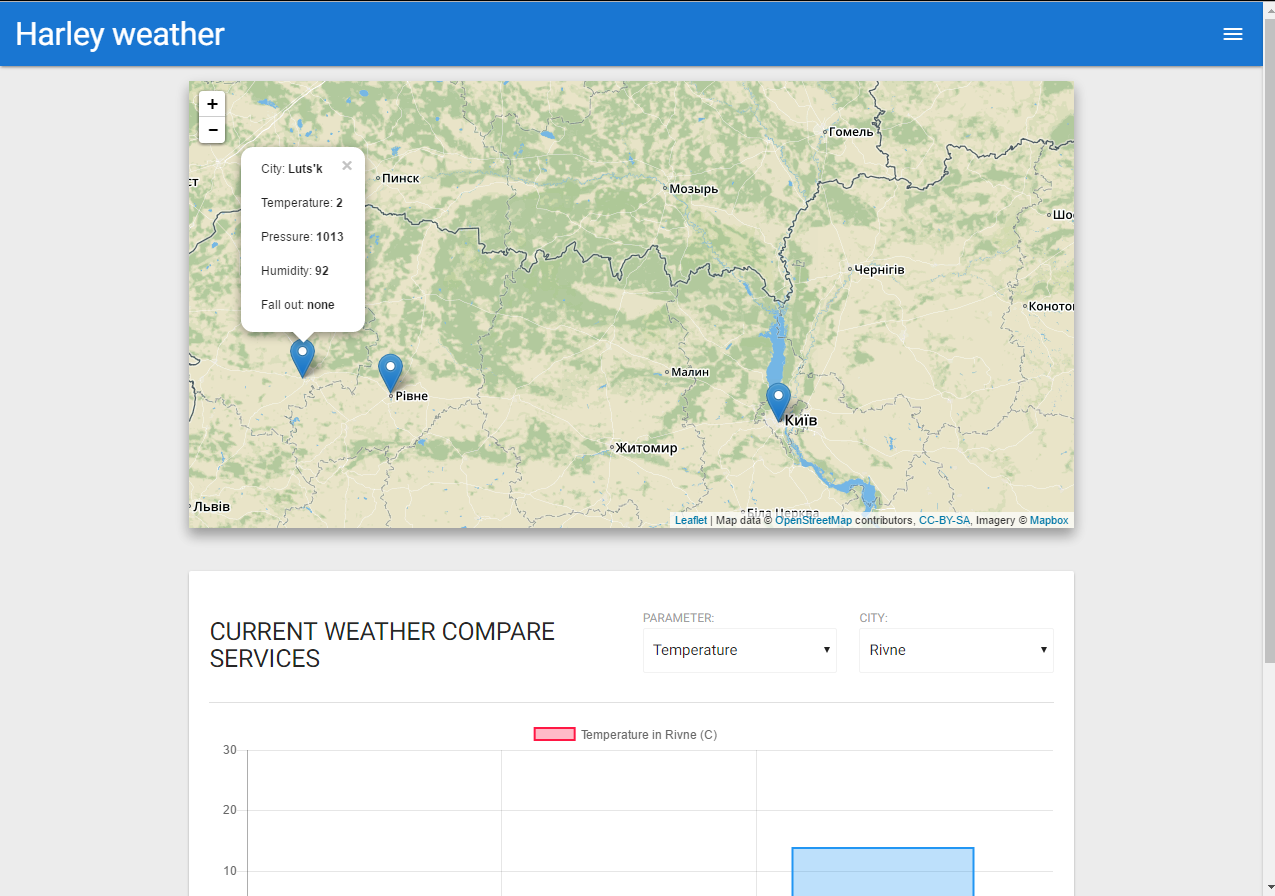 Harley weather
+
−
Гомель
City: Luts'k ×
Пинск
ст
Мозырь
Temperature: 2
Шо
Pressure: 1013
Humidity: 92
Чернігів
Fall out: none
Конотоп
Малин
Рівне
Київ
Житомир
Львів
Біла Церква
Leaflet | Map data © OpenStreetMap contributors, CC-BY-SA, Imagery © Mapbox
CURRENT WEATHER COMPARE
SERVICES
PARAMETER:
Temperature
CITY:
Rivne
Temperature in Rivne (C)
30
20
10